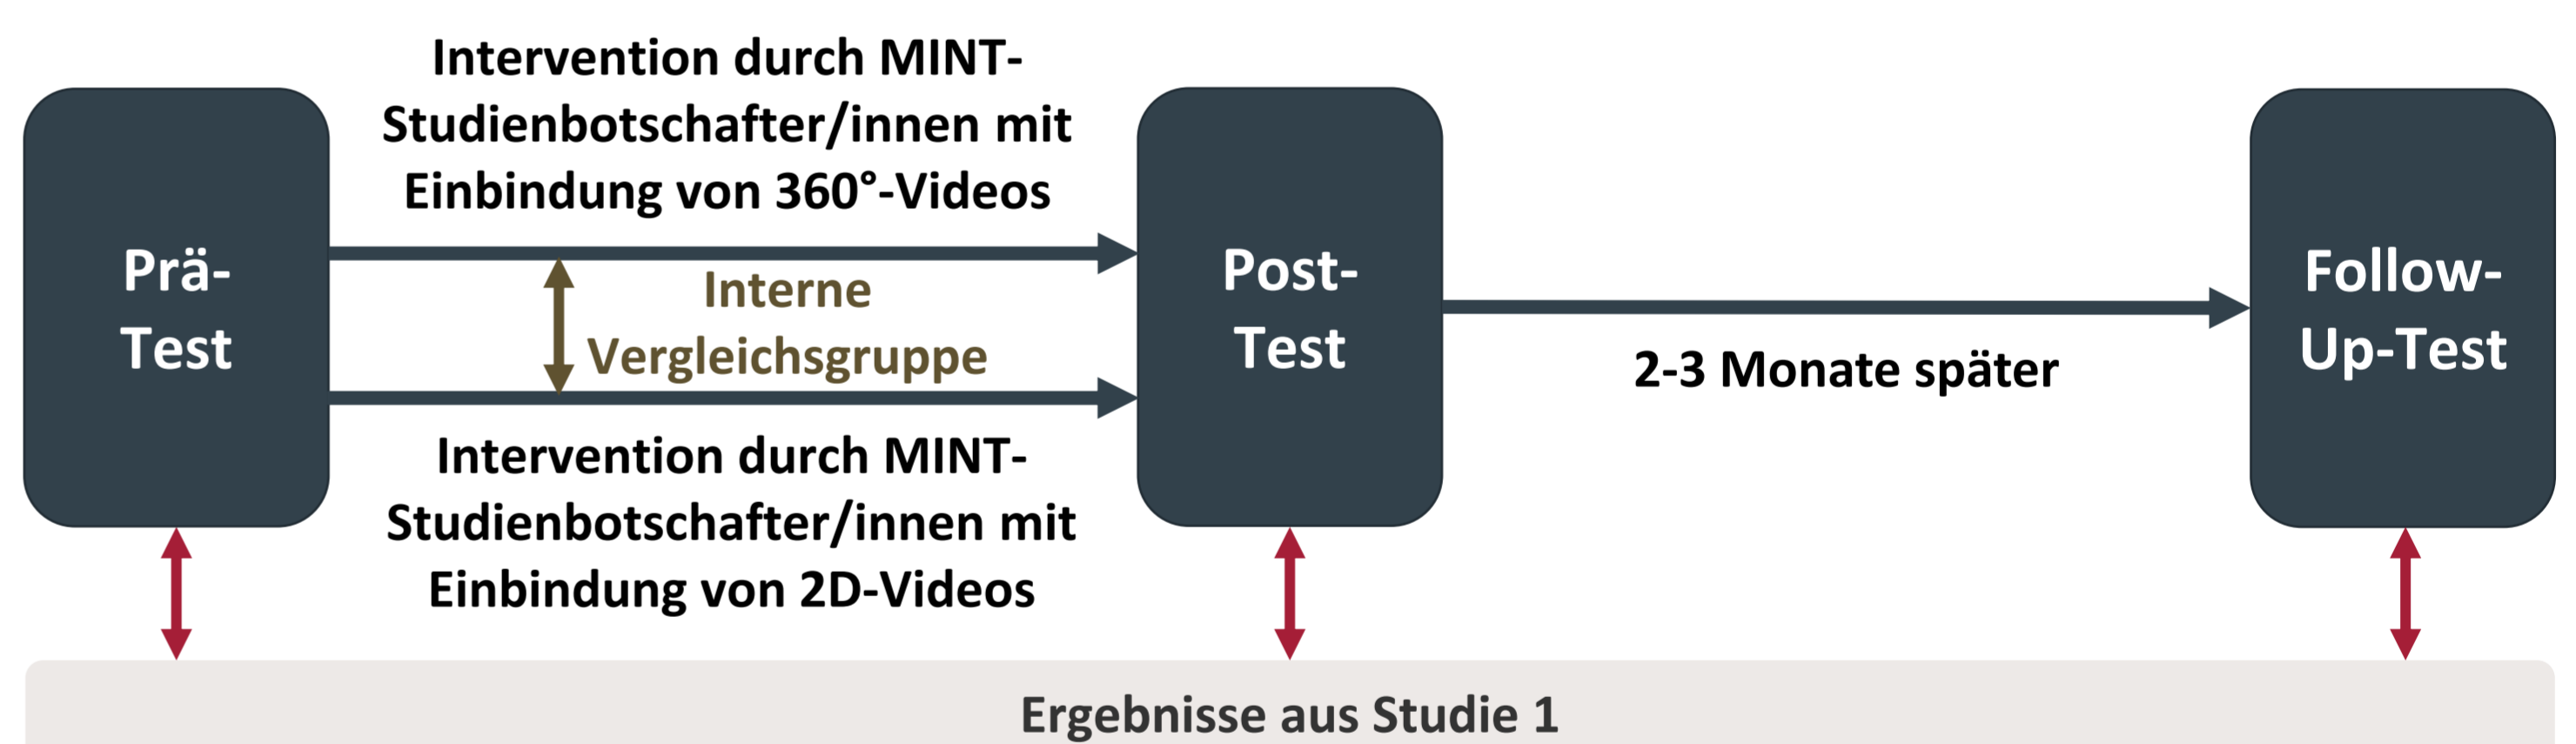 Intervention durch MINT-
Studienbotschafter/innen mit
Einbindung von 360°-Videos
Prä-
Test
Interne
Vergleichsgruppe
Intervention durch MINT-
Studienbotschafter/innen mit
Einbindung von 2D-Videos
Post-
Test
2-3 Monate später
Follow-
Up-Test
Ergebnisse aus Studie 1